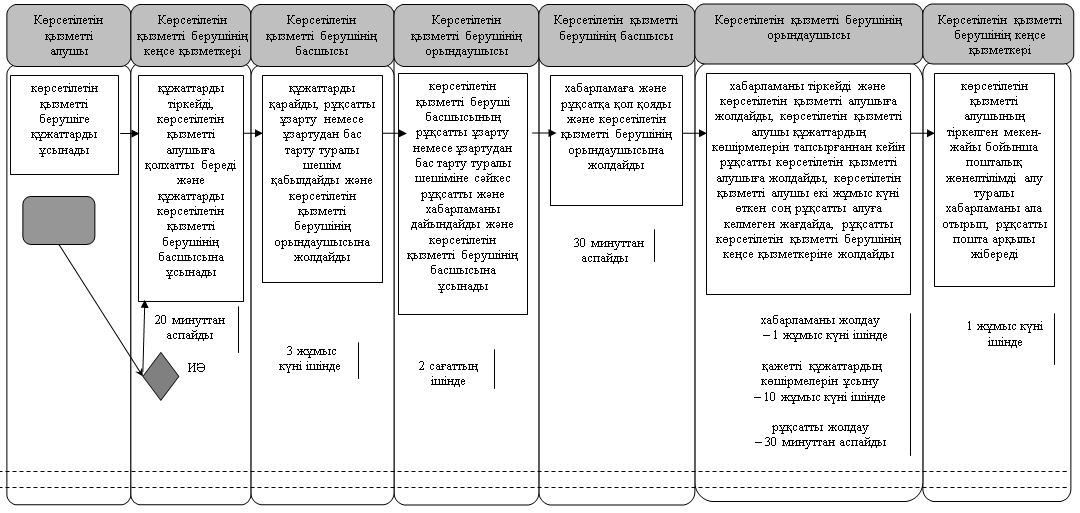 Көрсетілетін
қызметті
алушы
Көрсетілетін
қызметті берушінің
кеңсе қызметкері
Көрсетілетін
қызметті берушінің
басшысы
Көрсетілетін
қызметті берушінің
орындаушысы
Көрсетілетін қызметті
берушінің басшысы
Көрсетілетін қызметті берушінің
орындаушысы
Көрсетілетін қызметті
берушінің кеңсе
қызметкері
көрсетілетін
қызметті
берушіге
құжаттарды
ұсынады
құжаттарды
тіркейді,
көрсетілетін
қызметті
алушыға
қолхатты береді
және
құжаттарды
көрсетілетін
қызметті
берушінің
басшысына
ұсынады
20 минуттан
аспайды
ИӘ
құжаттарды
қарайды, рұқсатты
ұзарту немесе
ұзартудан бас
тарту туралы
шешім
қабылдайды және
көрсетілетін
қызметті
берушінің
орындаушысына
жолдайды
3 жұмыс
күні ішінде
көрсетілетін
қызметті беруші
басшысының
рұқсатты ұзарту
немесе ұзартудан
бас тарту туралы
шешіміне сәйкес
рұқсатты және
хабарламаны
дайындайды және
көрсетілетін
қызметті берушінің
басшысына
ұсынады
2 сағаттың
ішінде
хабарламаға және
рұқсатқа қол қояды
және көрсетілетін
қызметті берушінің
орындаушысына
жолдайды
30 минуттан
аспайды
хабарламаны тіркейді және
көрсетілетін қызметті алушыға
жолдайды, көрсетілетін қызметті
алушы құжаттардың
көшірмелерін тапсырғаннан кейін
рұқсатты көрсетілетін қызметті
алушыға жолдайды, көрсетілетін
қызметті алушы екі жұмыс күні
өткен соң рұқсатты алуға
келмеген жағдайда, рұқсатты
көрсетілетін қызметті берушінің
кеңсе қызметкеріне жолдайды
хабарламаны жолдау
– 1 жұмыс күні ішінде
қажетті құжаттардың
көшірмелерін ұсыну
– 10 жұмыс күні ішінде
рұқсатты жолдау
– 30 минуттан аспайды
көрсетілетін
қызметті
алушының
тіркелген мекен-
жайы бойынша
пошталық
жөнелтілімді алу
туралы
хабарламаны ала
отырып, рұқсатты
пошта арқылы
жібереді
1 жұмыс күні
ішінде